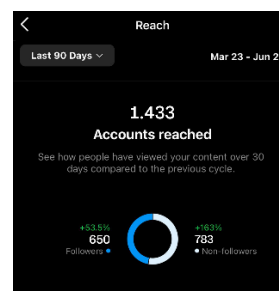 Reach
Last 90 Days
Mar 23 - Jun 2
1.433
Accounts reached
See how people have viewed your content over 30
days compared to the previous cycle.
+53.5%
650
Followers
+163%
783
Non-followers